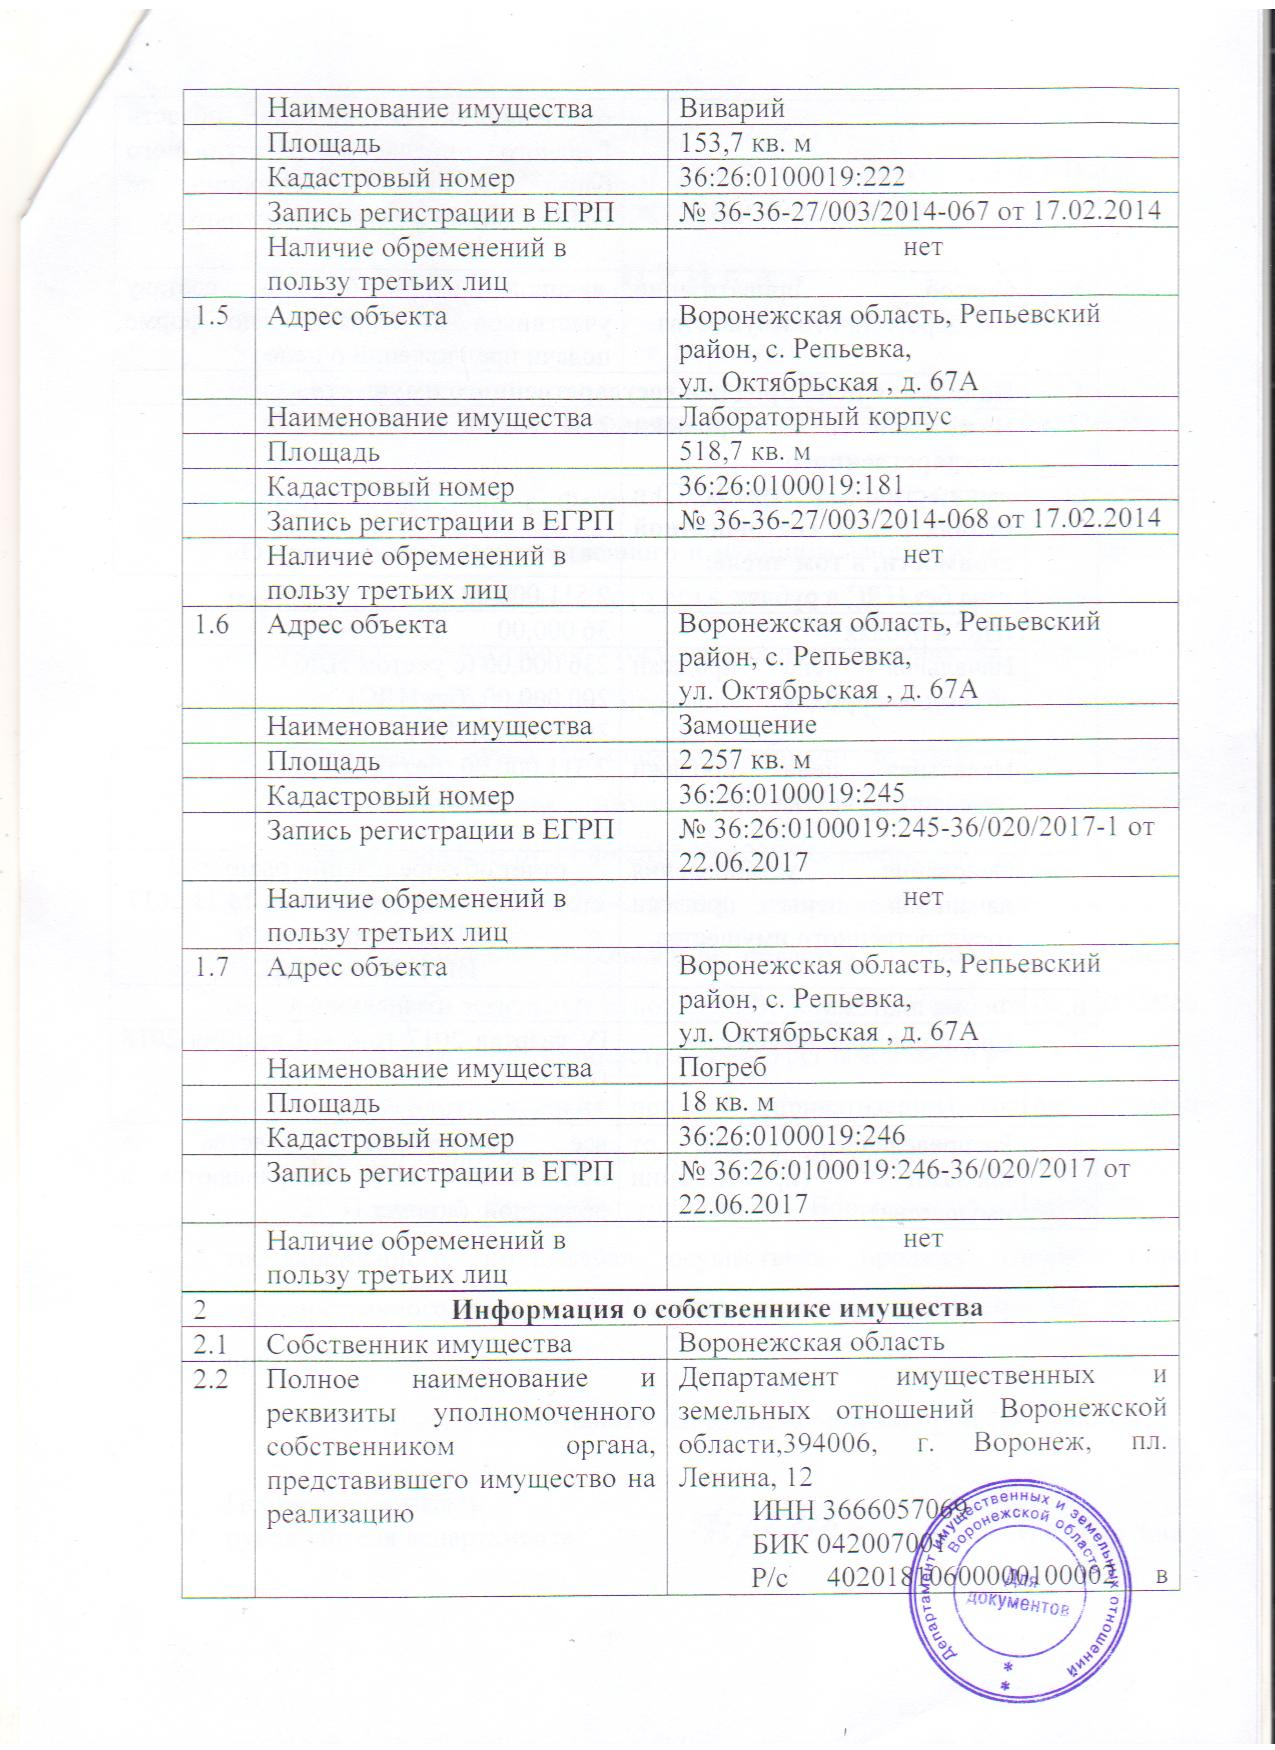 Наименование имущества Виварий
Площадь 153,7 кв. м
Кадастровый номер 36:26:0100019:222
Запись регистрации в ЕГРП № 36-36-27/003/2014-067 от 17.02.2014
Наличие обременений в нет
пользу третьих лиц
1.5 Адрес объекта Воронежская область, Репьевский
район, с. Репьевка,
ул. Октябрьская , д. 67А
Наименование имущества Лабораторный корпус
Площадь 518,7 кв. м
Кадастровый номер 36:26:0100019:181
Запись регистрации в ЕГРП № 36-36-27/003/2014-068 от 17.02.2014
Наличие обременений в нет
пользу третьих лиц
1.6 Адрес объекта Воронежская область, Репьевский
район, с. Репьевка,
ул. Октябрьская , д. 67А
Наименование имущества Замощение
Площадь 2 257 кв. м
Кадастровый номер 36:26:0100019:245
Запись регистрации в ЕГРП № 36:26:0100019:245-36/020/2017-1 от
22.06.2017
Наличие обременений в нет
пользу третьих лиц
1.7 Адрес объекта Воронежская область, Репьевский
район, с. Репьевка,
ул. Октябрьская , д. 67А
Наименование имущества Погреб
Площадь 18 кв. м
Кадастровый номер 36:26:0100019:246
Запись регистрации в ЕГРП № 36:26:0100019:246-36/020/2017 от
22.06.2017
Наличие обременений в нет
пользу третьих лиц
2 Информация о собственнике имущества
2.1 Собственник имущества Воронежская область
2.2 Полное наименование и Департамент имущественных и
реквизиты уполномоченного земельных отношений Воронежской
собственником органа, области,394006, г. Воронеж, пл.
представившего имущество на Ленина, 12
реализацию ИНН 3666057069
БИК 042007001
Р/с 40201810600000100002 в
Департамент имущественных и земельных отношений
Воронежской области
Для
документов